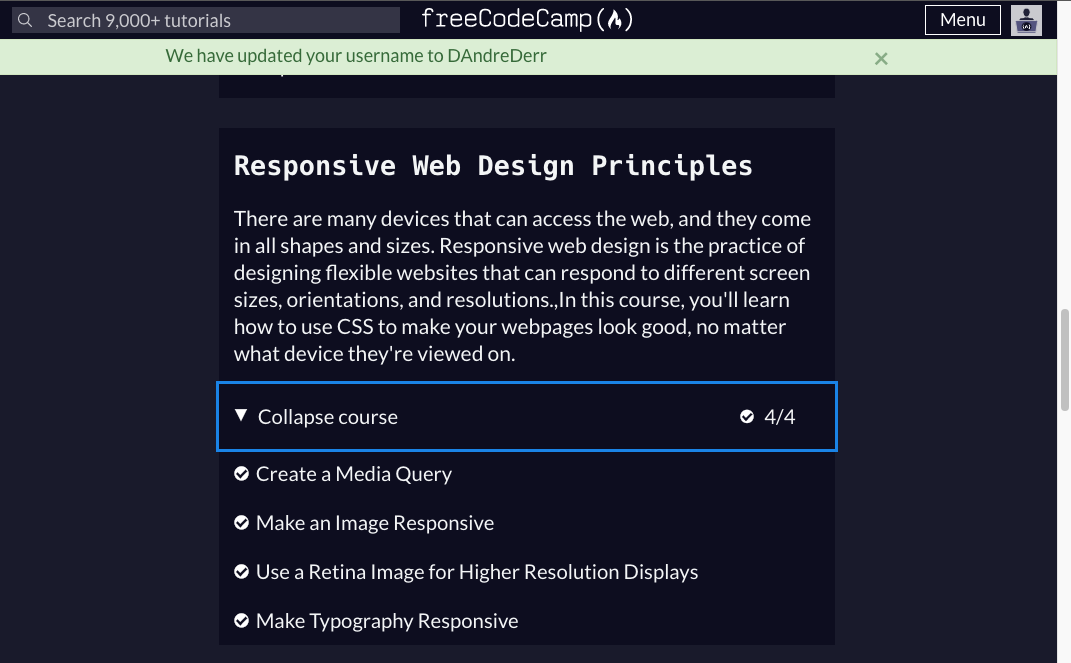 Search 9,000+ tutorials
freeCodeCamp(🔥)
Menu
We have updated your username to DAndreDerr
×
Responsive Web Design Principles
There are many devices that can access the web, and they come
in all shapes and sizes. Responsive web design is the practice of
designing flexible websites that can respond to different screen
sizes, orientations, and resolutions.,In this course, you'll learn
how to use CSS to make your webpages look good, no matter
what device they're viewed on.
Collapse course
4/4
Create a Media Query
Make an Image Responsive
Use a Retina Image for Higher Resolution Displays
Make Typography Responsive